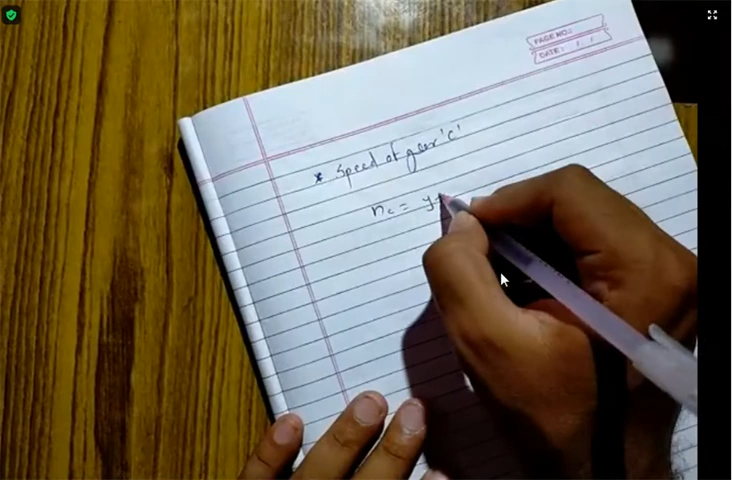 PAGE NO.:
DATE: / /
* Speed of gear 'c'
nc = y+